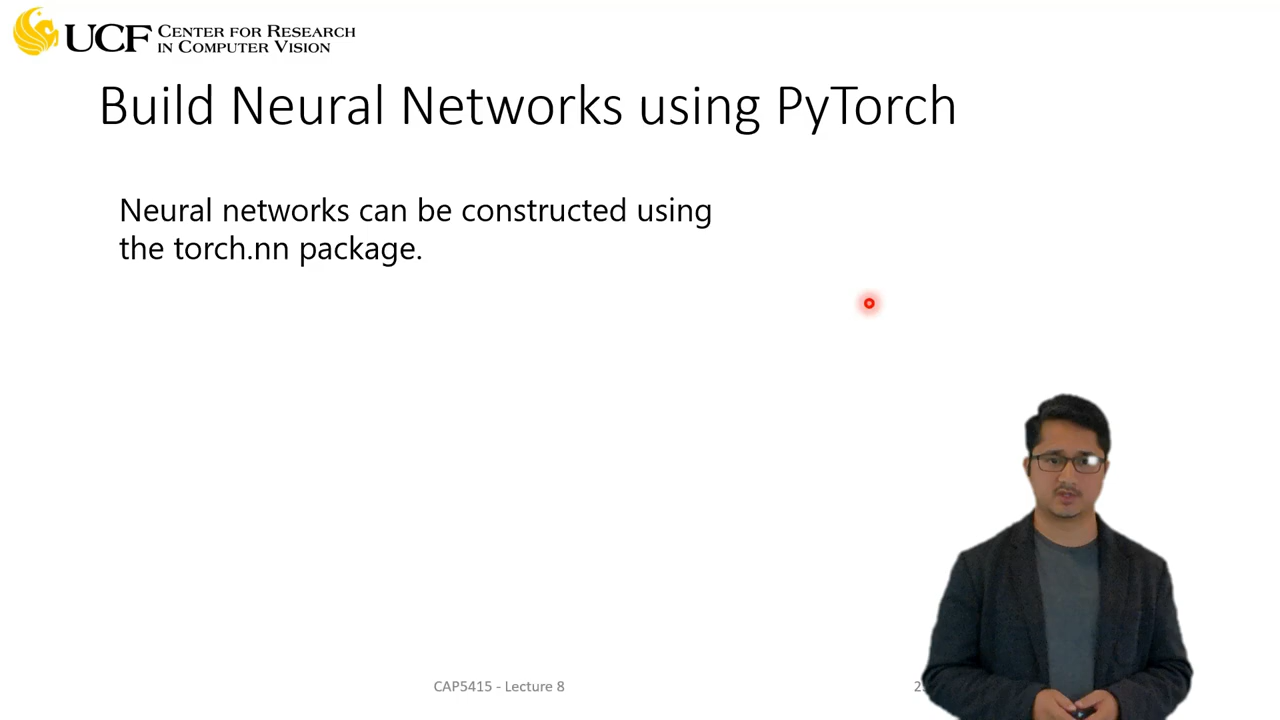 UCF CENTER FOR RESEARCH
IN COMPUTER VISION
Build Neural Networks using PyTorch
Neural networks can be constructed using
the torch.nn package.
CAP5415 - Lecture 8